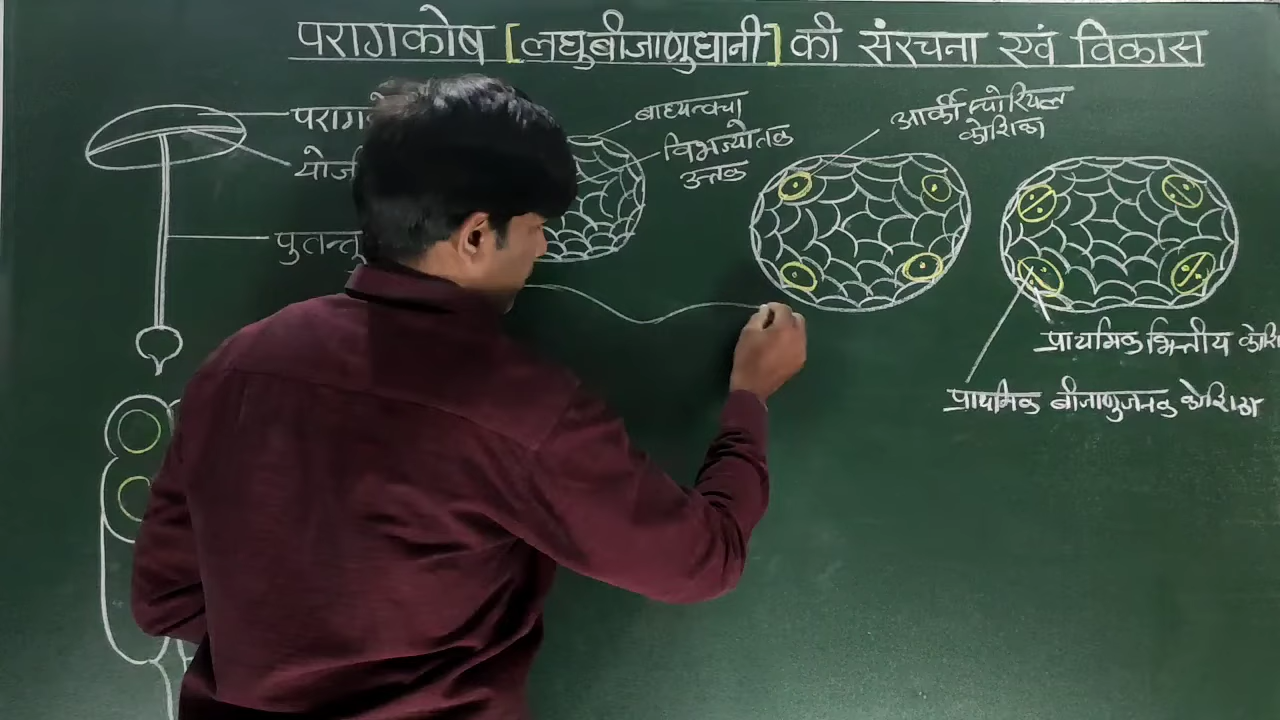 परागकोष [लघुबीजाणुधानी] की संरचना एवं विकास
बाह्यत्वचा
विभज्योतक
उत्तक
आर्की स्पोरियल
कोशिका
पुतन्तु
प्राथमिक भित्तीय
प्राथमिक बीजाणुजनक कोशिका